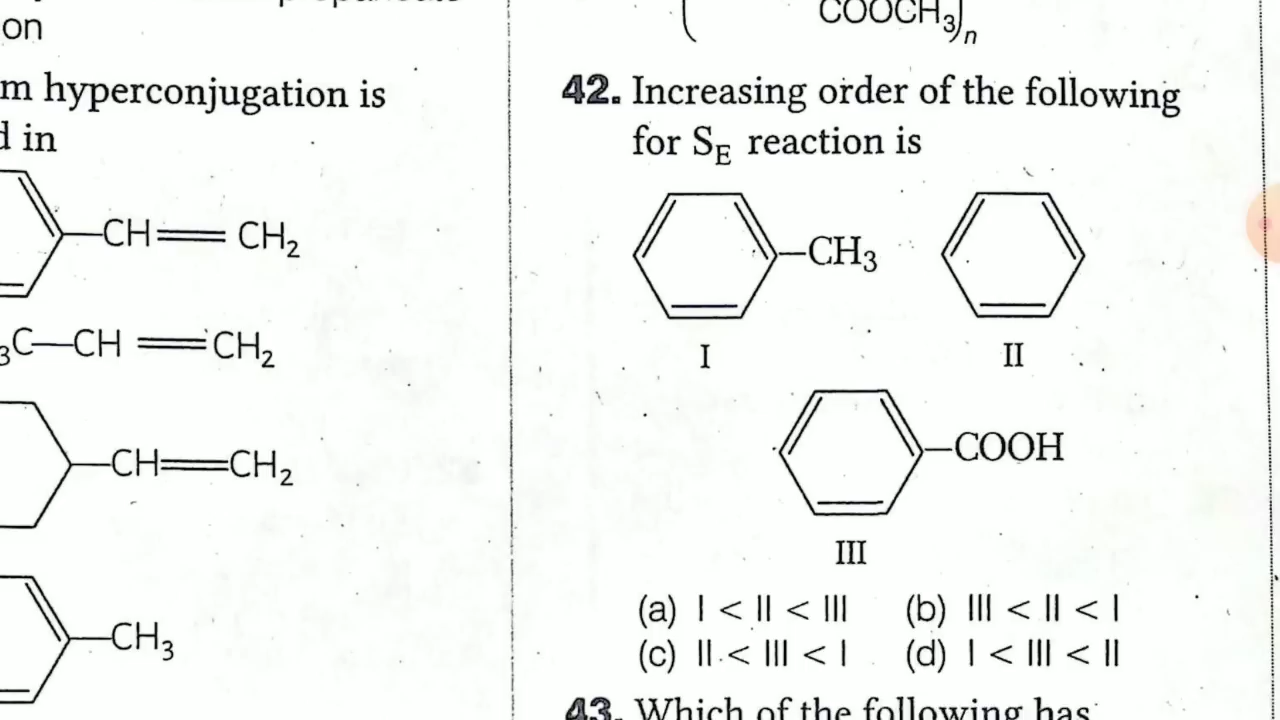 on
m hyperconjugation is
d in
CH=CH₂
₃C—CH=CH₂
CH=CH₂
CH₃
COOCH₃)ₙ
42. Increasing order of the following
for S_E reaction is
CH₃
I II
COOH
III
(a) I < II < III (b) III < II < I
(c) II < III < I (d) I < III < II
43. Which of the following has